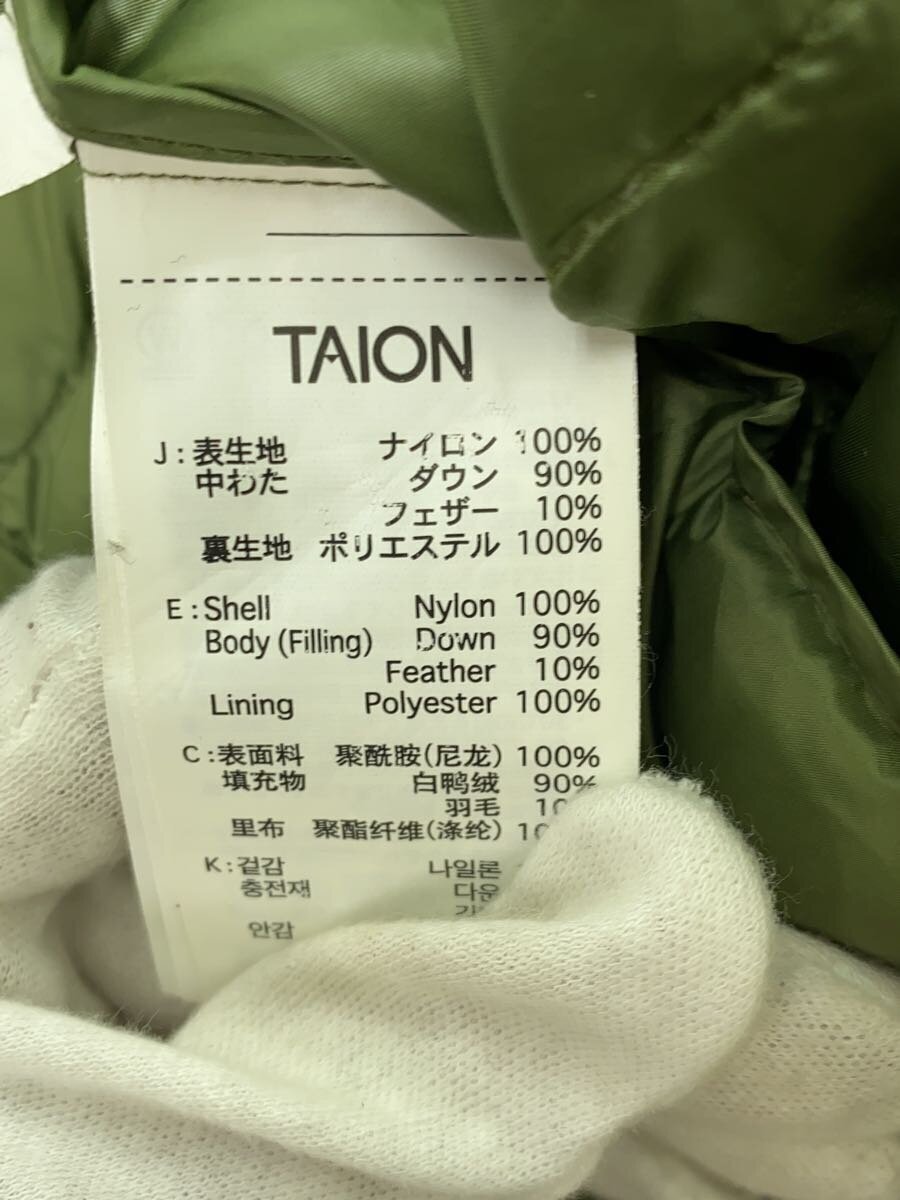 TAION
J:表生地 ナイロン 100%
中わた ダウン 90%
フェザー 10%
裏生地 ポリエステル 100%
E:Shell Nylon 100%
Body (Filling) Down 90%
Feather 10%
Lining Polyester 100%
C:表面料 聚酰胺(尼龙) 100%
填充物 白鸭绒 90%
羽毛
里布 聚酯纤维(涤纶)
K:겉감 나일론
충전재 다운
안감